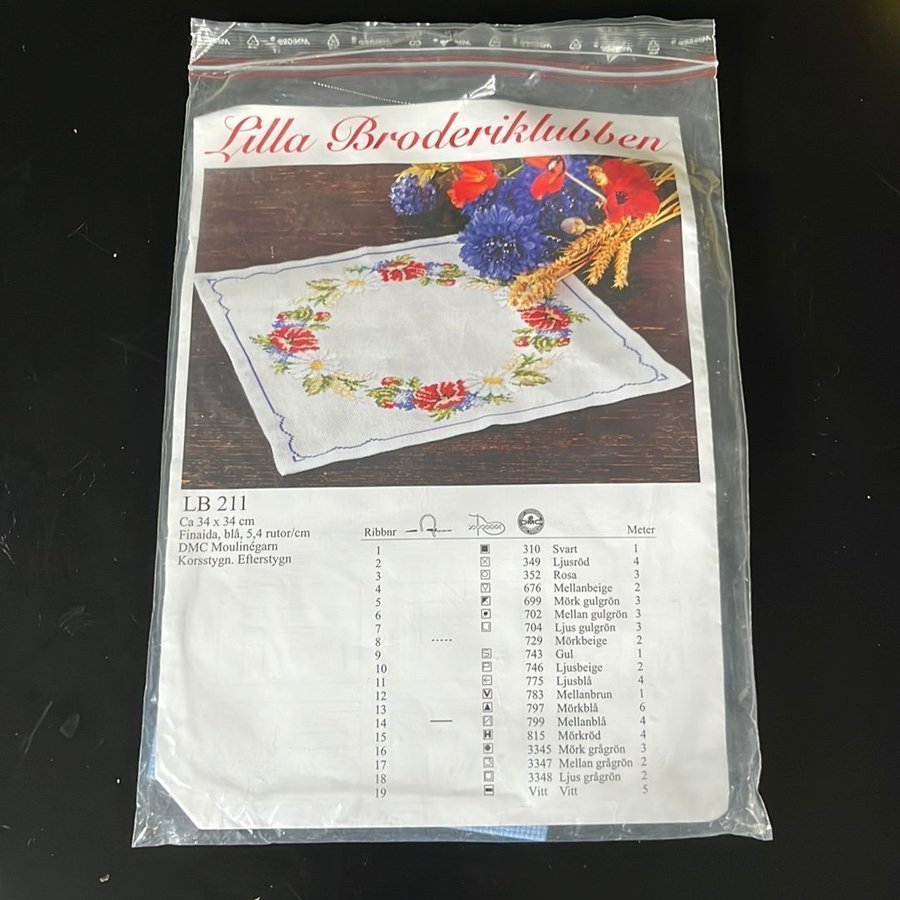 Lilla Broderiklubben
LB 211
Ca 34 x 34 cm
Finaida, blå, 5,4 rutor/cm
DMC Moulinégarn
Korsstygn. Efterstygn
Ribbnr DMC Meter
1 310 Svart 1
2 349 Ljusröd 4
3 352 Rosa 3
4 676 Mellanbeige 2
5 699 Mörk gulgrön 3
6 702 Mellan gulgrön 3
7 704 Ljus gulgrön 3
8 729 Mörkbeige 2
9 743 Gul 1
10 746 Ljusbeige 2
11 775 Ljusblå 4
12 783 Mellanbrun 1
13 797 Mörkblå 6
14 799 Mellanblå 4
15 815 Mörkröd 4
16 3345 Mörk grågrön 3
17 3347 Mellan grågrön 2
18 3348 Ljus grågrön 2
19 Vitt Vitt 5